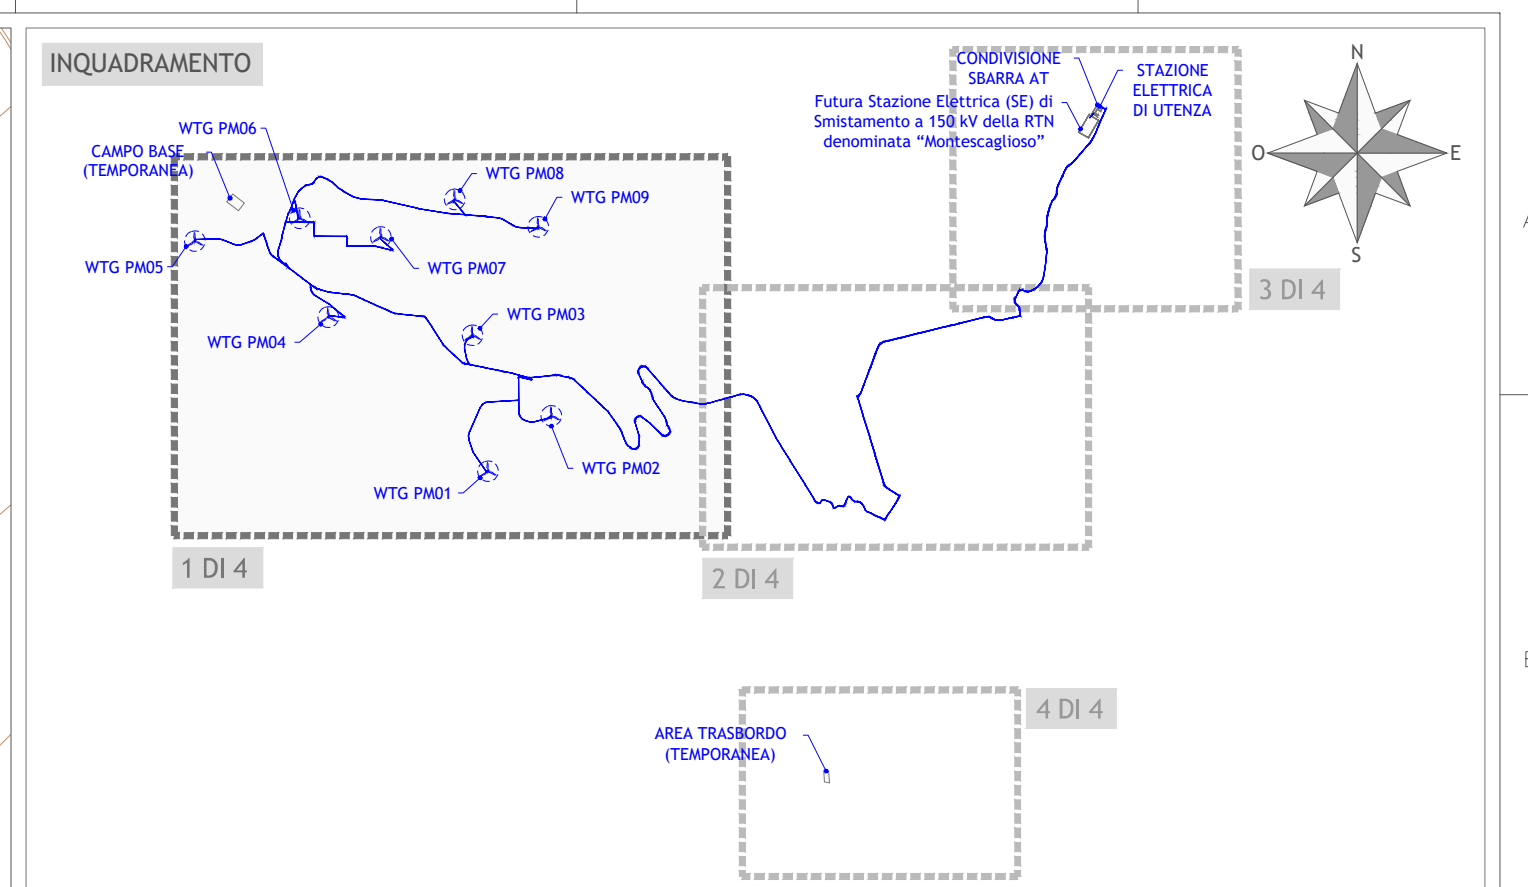 INQUADRAMENTO
CONDIVISIONE
SBARRA AT
STAZIONE
ELETTRICA
DI UTENZA
Futura Stazione Elettrica (SE) di
Smistamento a 150 kV della RTN
denominata “Montescaglioso”
N
O
E
S
WTG PM06
CAMPO BASE
(TEMPORANEA)
WTG PM08
WTG PM09
WTG PM05
WTG PM07
WTG PM03
WTG PM04
WTG PM02
WTG PM01
3 DI 4
1 DI 4
2 DI 4
4 DI 4
AREA TRASBORDO
(TEMPORANEA)